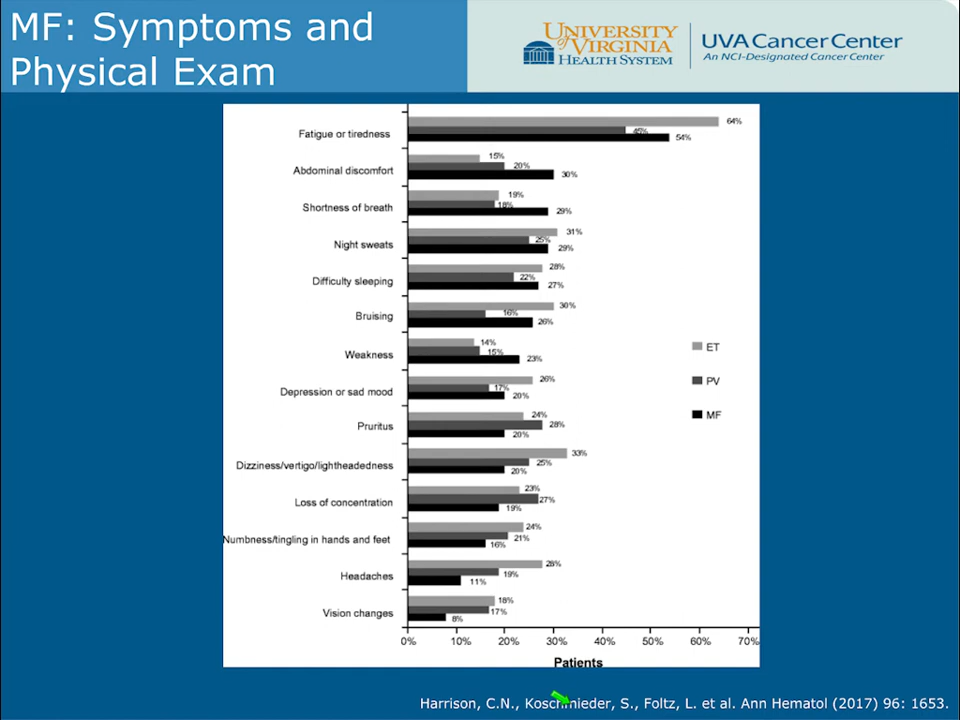 MF: Symptoms and
Physical Exam
UNIVERSITY
of VIRGINIA
HEALTH SYSTEM
UVA Cancer Center
An NCI-Designated Cancer Center
Fatigue or tiredness
64%
45%
54%
Abdominal discomfort
15%
20%
30%
Shortness of breath
19%
18%
29%
Night sweats
31%
25%
29%
Difficulty sleeping
28%
22%
27%
Bruising
30%
16%
26%
Weakness
14%
15%
23%
Depression or sad mood
26%
17%
20%
Pruritus
24%
28%
20%
Dizziness/vertigo/lightheadedness
33%
25%
20%
Loss of concentration
23%
27%
19%
Numbness/tingling in hands and feet
24%
21%
16%
Headaches
28%
19%
11%
Vision changes
18%
17%
8%
ET
PV
MF
0% 10% 20% 30% 40% 50% 60% 70%
Patients
Harrison, C.N., Koschmieder, S., Foltz, L. et al. Ann Hematol (2017) 96: 1653.